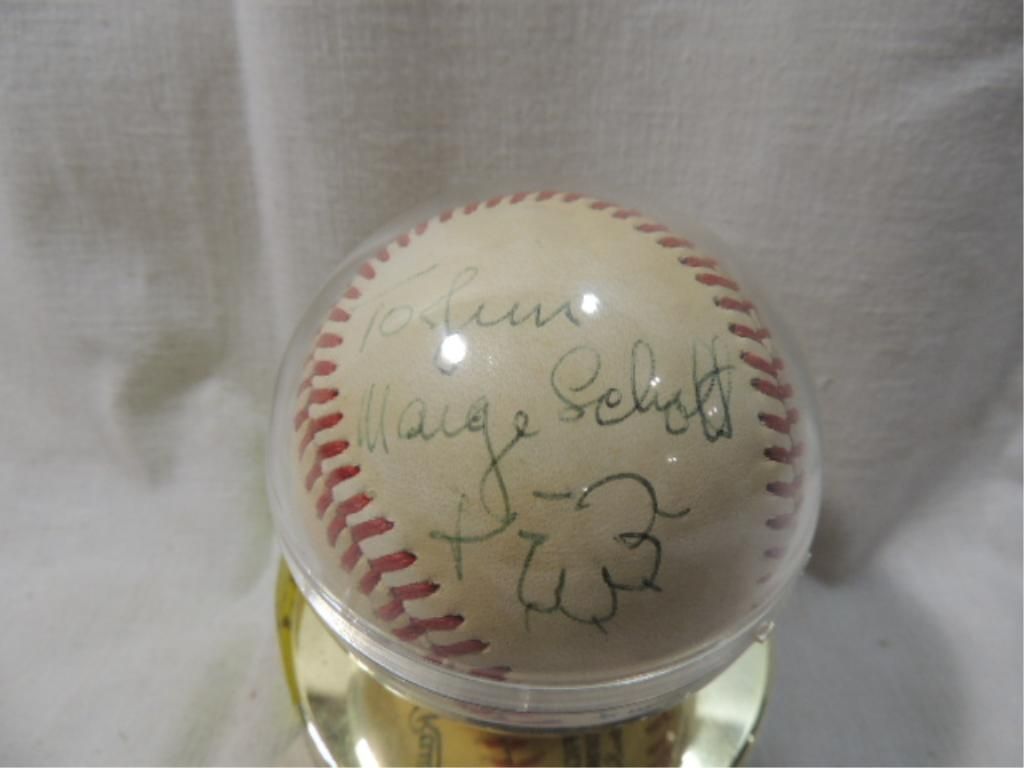 To Jim
Marge Schott
+